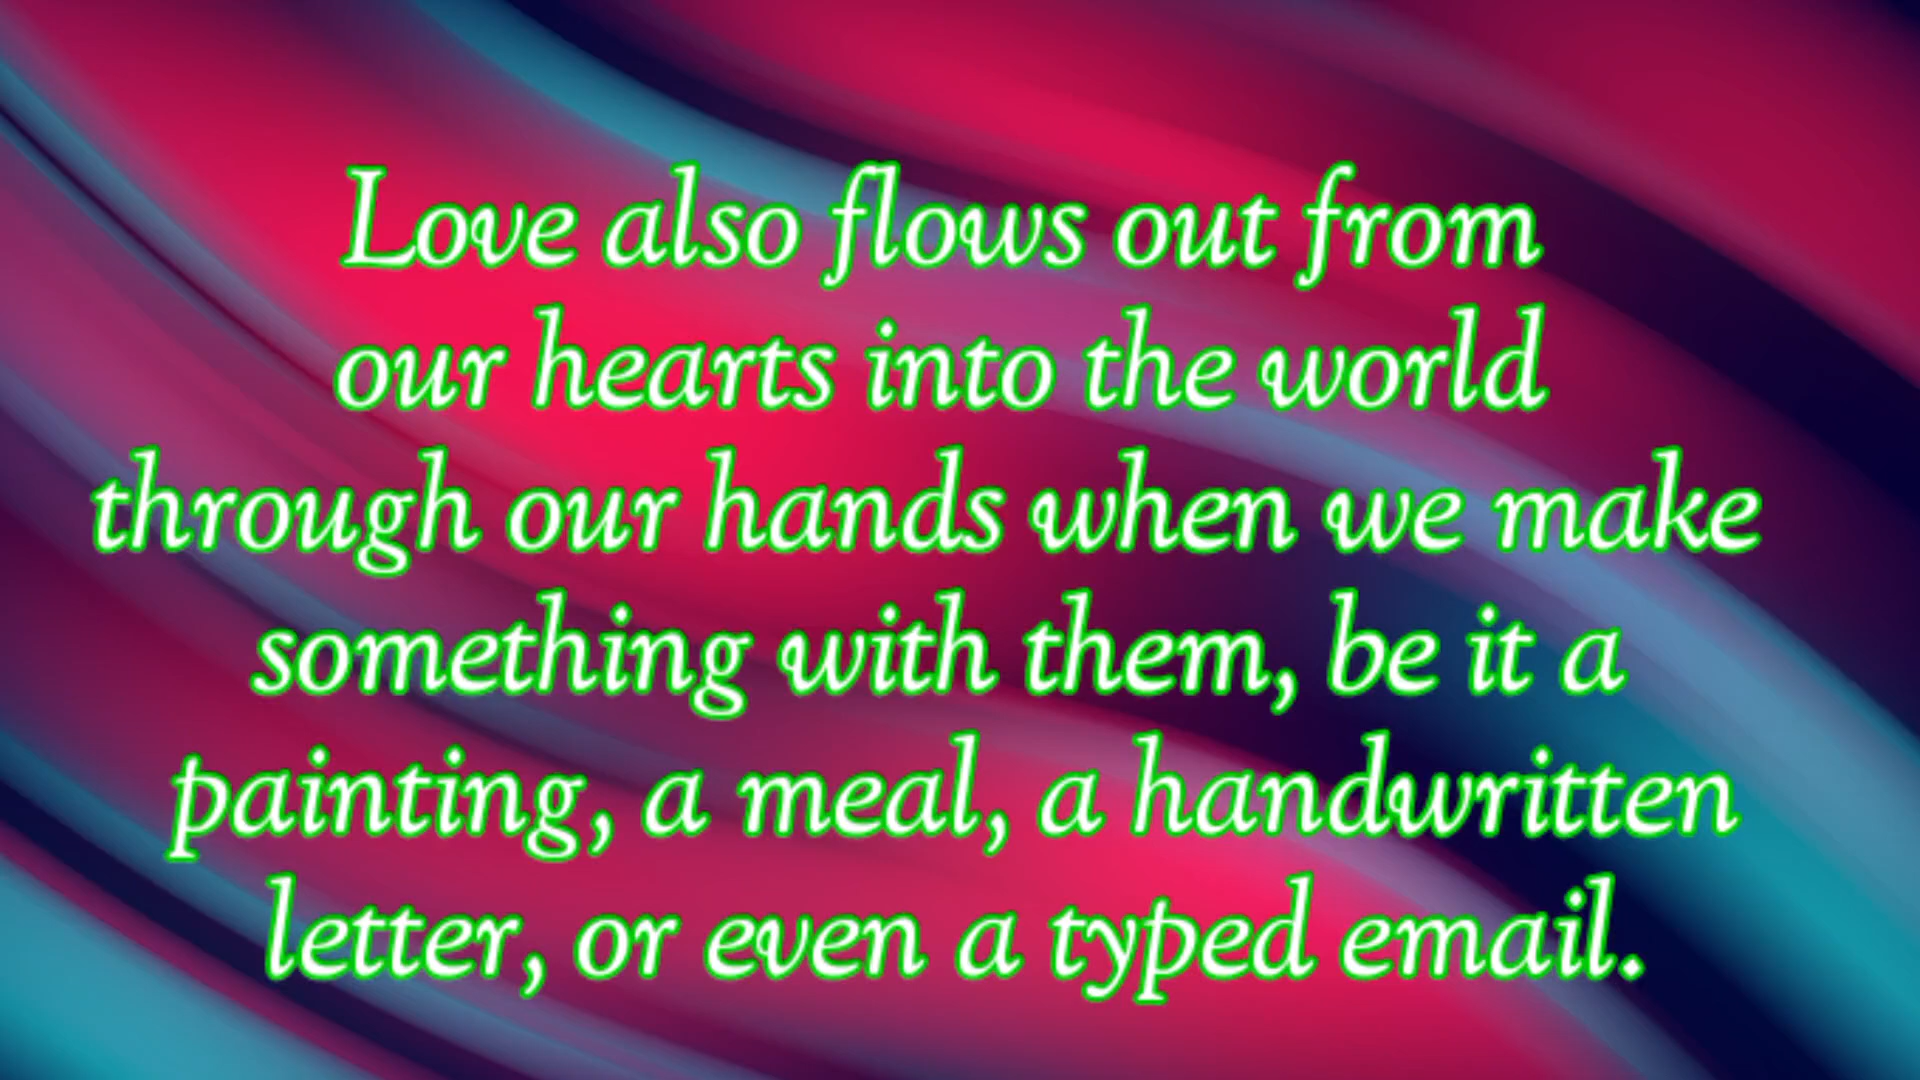 Love also flows out from
our hearts into the world
through our hands when we make
something with them, be it a
painting, a meal, a handwritten
letter, or even a typed email.